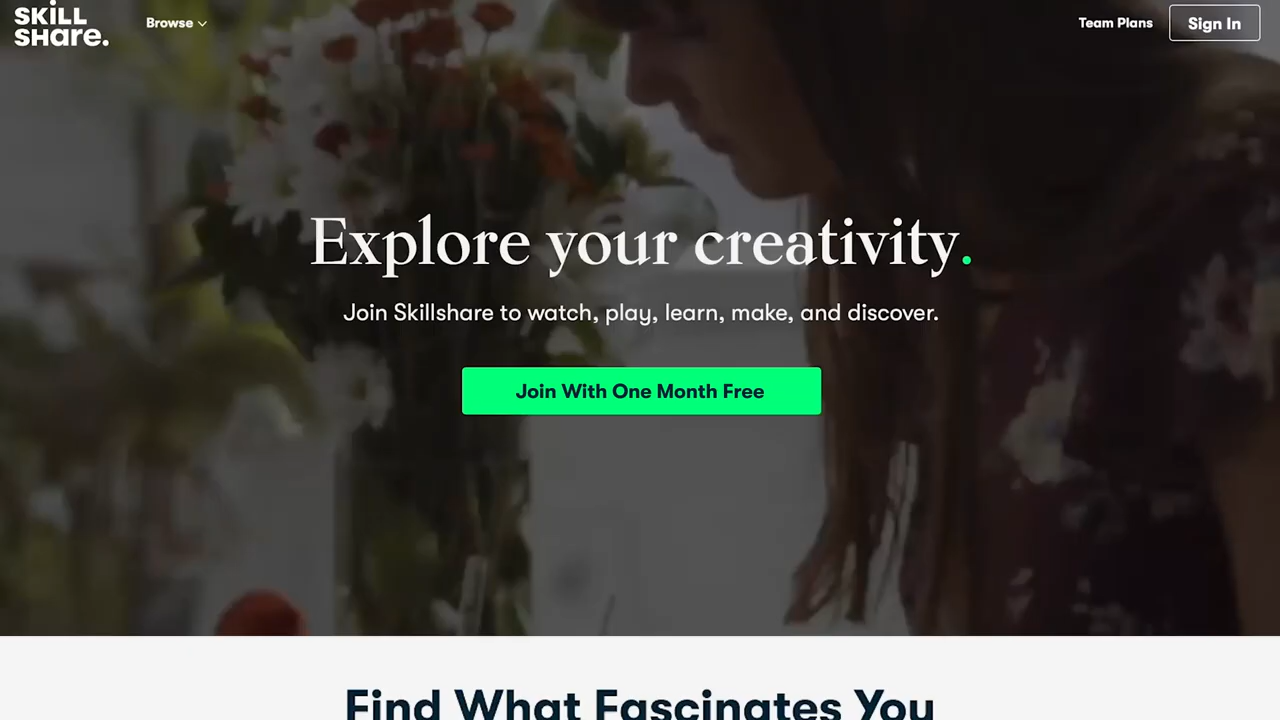 SKiLL
SHare.
Browse
Team Plans
Sign In
Explore your creativity.
Join Skillshare to watch, play, learn, make, and discover.
Join With One Month Free
Find What Fascinates You